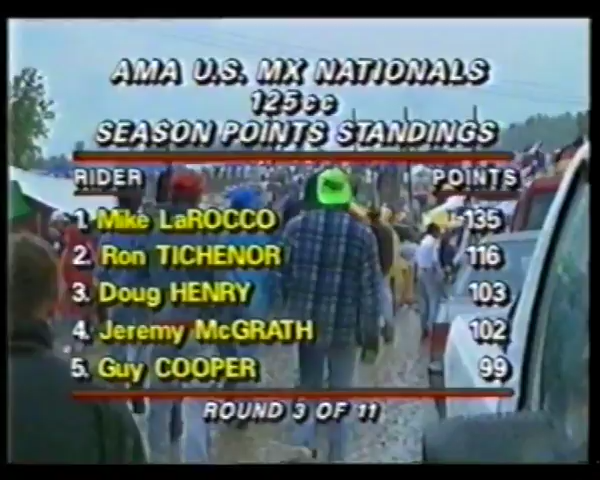 AMA U.S. MX NATIONALS
125cc
SEASON POINTS STANDINGS
RIDER POINTS
1. Mike LaROCCO 135
2. Ron TICHENOR 116
3. Doug HENRY 103
4. Jeremy McGRATH 102
5. Guy COOPER 99
ROUND 3 OF 11